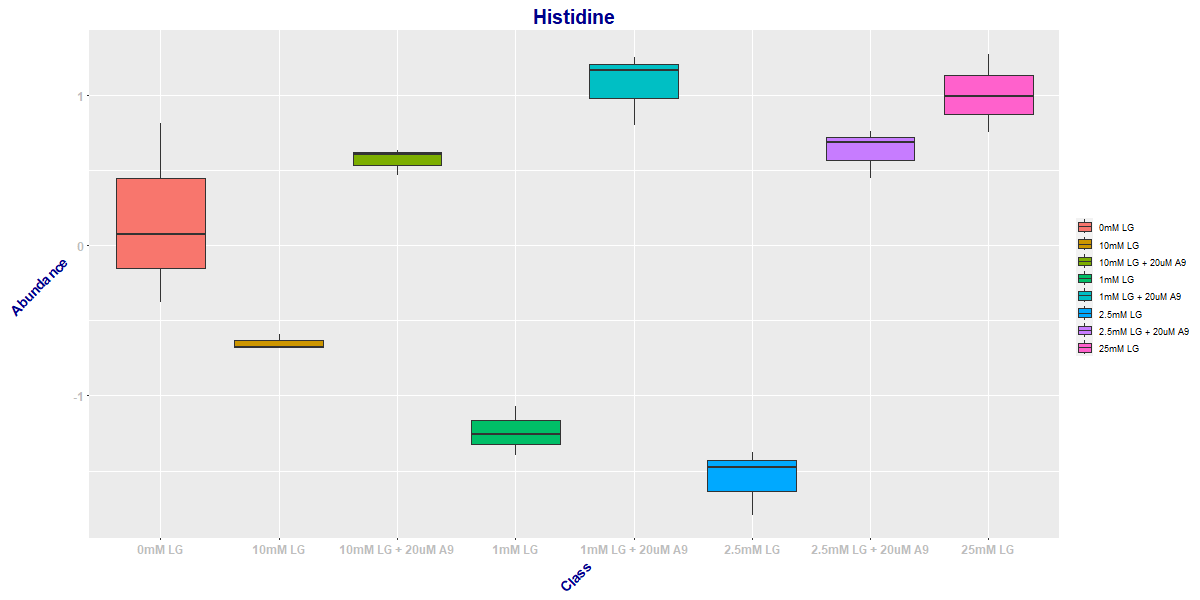 Histidine
Abundance
1
0
-1
0mM LG
10mM LG
10mM LG + 20uM A9
1mM LG
1mM LG + 20uM A9
2.5mM LG
2.5mM LG + 20uM A9
25mM LG
Class
0mM LG
10mM LG
10mM LG + 20uM A9
1mM LG
1mM LG + 20uM A9
2.5mM LG
2.5mM LG + 20uM A9
25mM LG